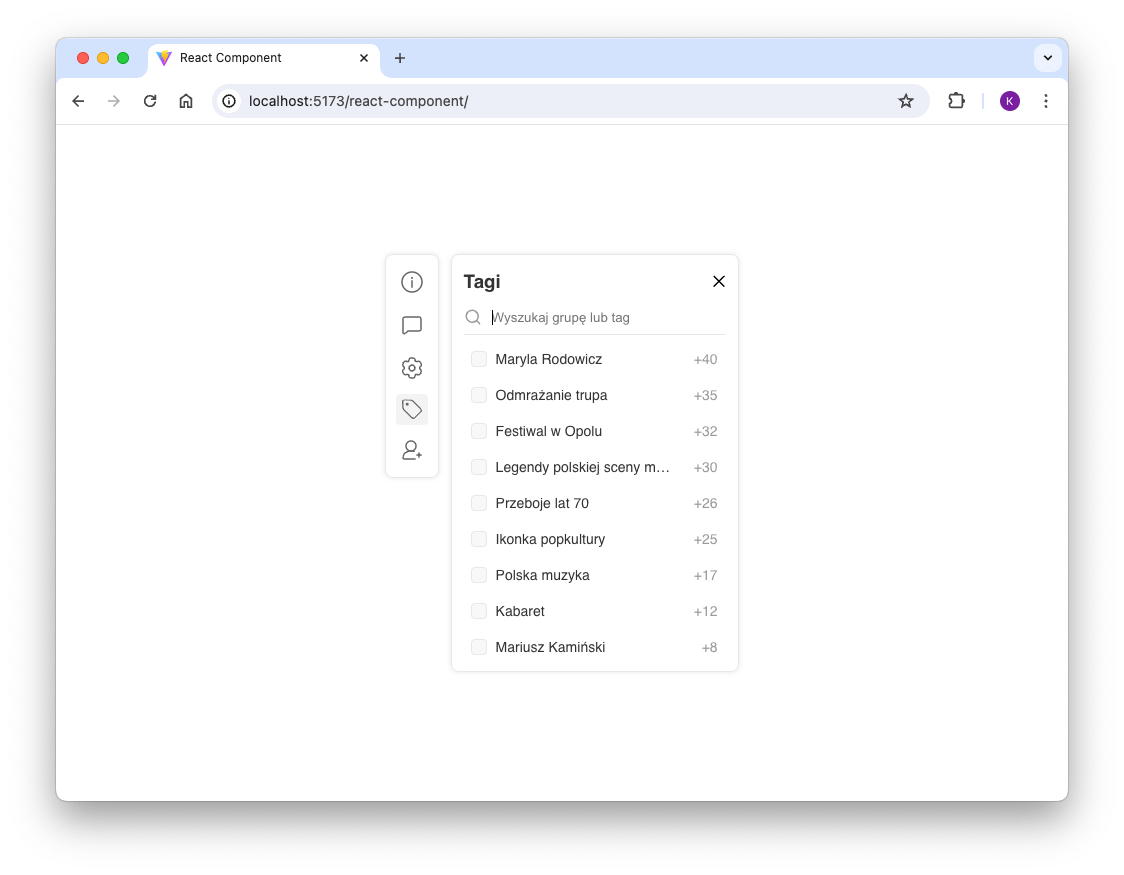 React Component
localhost:5173/react-component/
K
Tagi
Wyszukaj grupę lub tag
Maryla Rodowicz +40
Odmrażanie trupa +35
Festiwal w Opolu +32
Legendy polskiej sceny m... +30
Przeboje lat 70 +26
Ikonka popkultury +25
Polska muzyka +17
Kabaret +12
Mariusz Kamiński +8